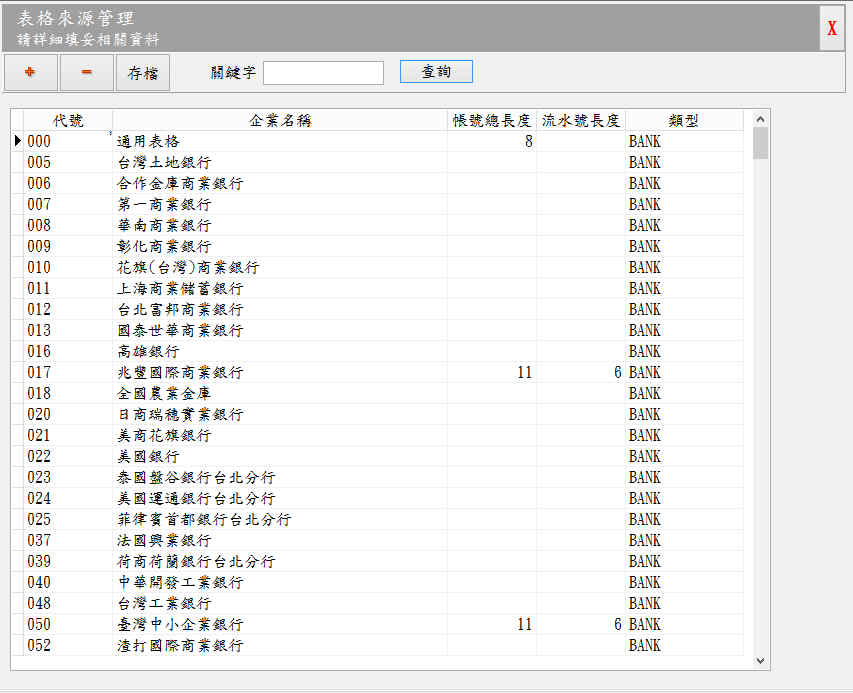 表格來源管理
請詳細填妥相關資料
X
+ - 存檔 關鍵字 查詢
代號 企業名稱 帳號總長度 流水號長度 類型
000 通用表格 8 BANK
005 台灣土地銀行 BANK
006 合作金庫商業銀行 BANK
007 第一商業銀行 BANK
008 華南商業銀行 BANK
009 彰化商業銀行 BANK
010 花旗(台灣)商業銀行 BANK
011 上海商業儲蓄銀行 BANK
012 台北富邦商業銀行 BANK
013 國泰世華商業銀行 BANK
016 高雄銀行 BANK
017 兆豐國際商業銀行 11 6 BANK
018 全國農業金庫 BANK
020 日商瑞穗實業銀行 BANK
021 美商花旗銀行 BANK
022 美國銀行 BANK
023 泰國盤谷銀行台北分行 BANK
024 美國運通銀行台北分行 BANK
025 菲律賓首都銀行台北分行 BANK
037 法國興業銀行 BANK
039 荷商荷蘭銀行台北分行 BANK
040 中華開發工業銀行 BANK
048 台灣工業銀行 BANK
050 臺灣中小企業銀行 11 6 BANK
052 渣打國際商業銀行 BANK